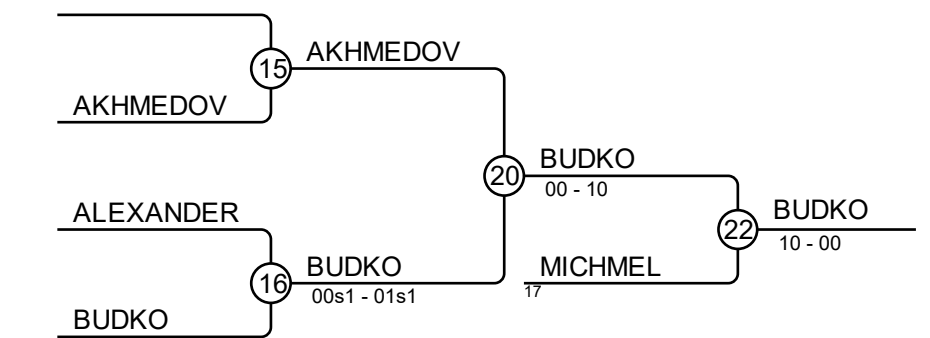 AKHMEDOV
15
AKHMEDOV
BUDKO
20
00 - 10
BUDKO
22
10 - 00
ALEXANDER
BUDKO
16
00s1 - 01s1
MICHMEL
17
BUDKO